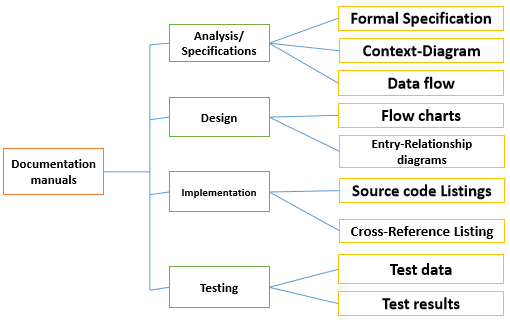 Documentation
manuals
Analysis/
Specifications
Formal Specification
Context-Diagram
Data flow
Design
Flow charts
Entry-Relationship
diagrams
Implementation
Source code Listings
Cross-Reference Listing
Testing
Test data
Test results